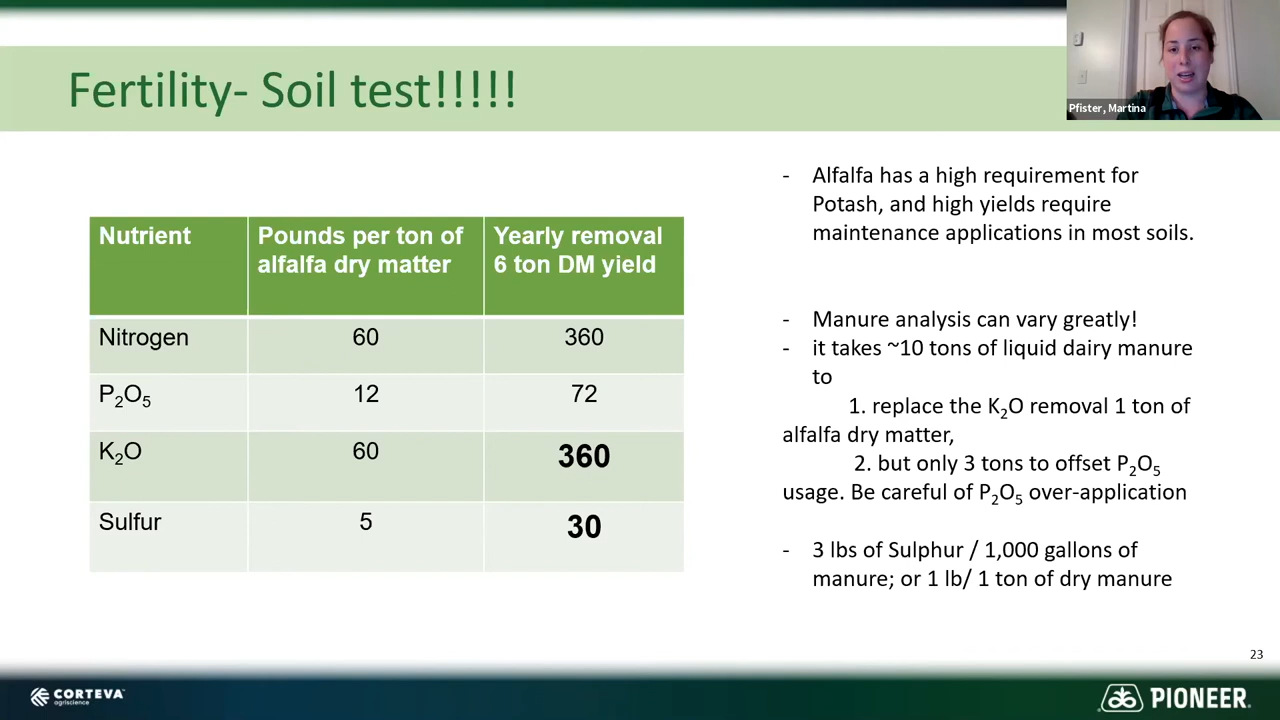 Fertility- Soil test!!!!!
Pfister, Martina
Nutrient
Pounds per ton of
alfalfa dry matter
Yearly removal
6 ton DM yield
Nitrogen
60
360
P₂O₅
12
72
K₂O
60
360
Sulfur
5
30
- Alfalfa has a high requirement for
Potash, and high yields require
maintenance applications in most soils.
- Manure analysis can vary greatly!
- it takes ~10 tons of liquid dairy manure
to
1. replace the K₂O removal 1 ton of
alfalfa dry matter,
2. but only 3 tons to offset P₂O₅
usage. Be careful of P₂O₅ over-application
- 3 lbs of Sulphur / 1,000 gallons of
manure; or 1 lb/ 1 ton of dry manure
23
CORTEVA
agriscience
PIONEER